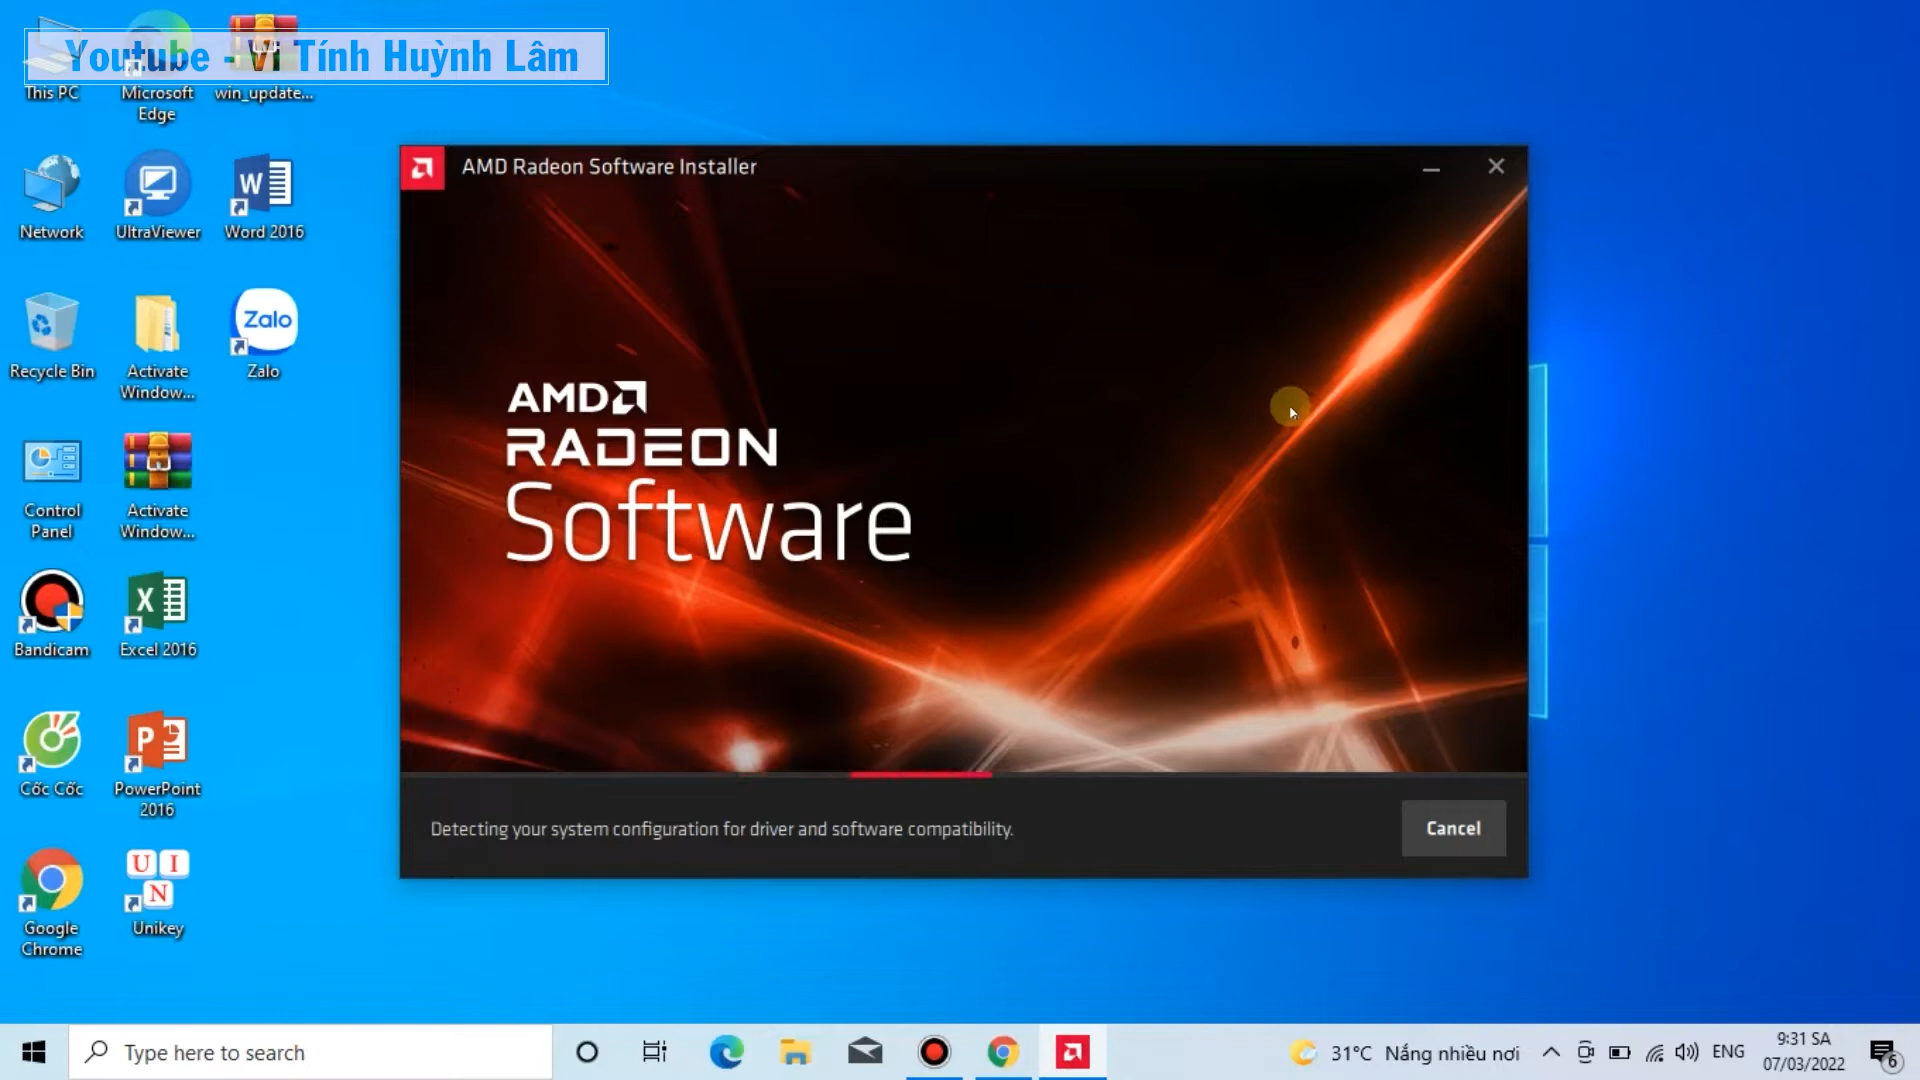 Youtube - Vi Tính Huỳnh Lâm
This PC
Microsoft
Edge
win_update...
AMD Radeon Software Installer
Network
UltraViewer
W
Word 2016
Recycle Bin
Activate
Window...
Zalo
Zalo
AMD
RADEON
Software
Control
Panel
Activate
Window...
Bandicam
X
Excel 2016
Cốc Cốc
P
PowerPoint
2016
Detecting your system configuration for driver and software compatibility.
Cancel
Google
Chrome
U I
N
Unikey
Type here to search
31°C Nắng nhiều nơi
ENG
9:31 SA
07/03/2022
6